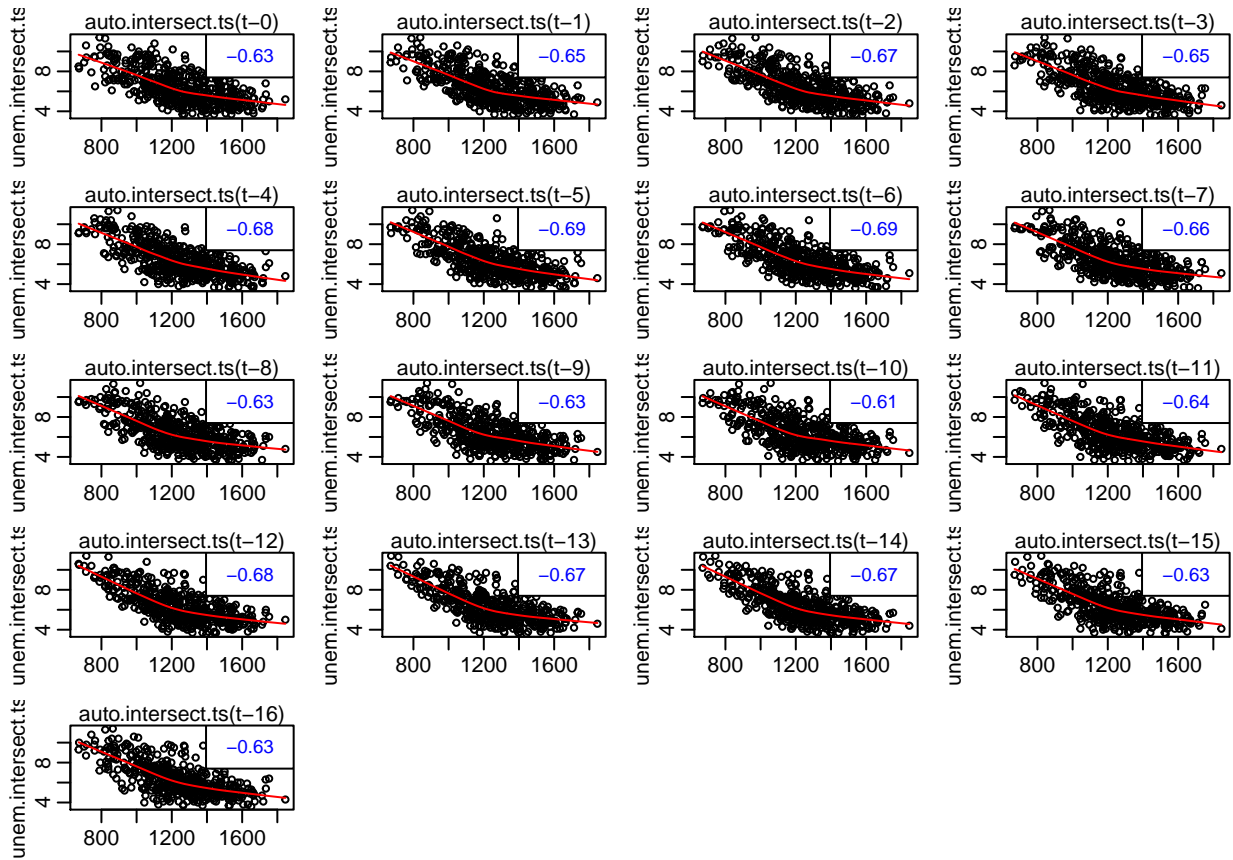 auto.intersect.ts(t−0) auto.intersect.ts(t−1) auto.intersect.ts(t−2) auto.intersect.ts(t−3)
unem.intersect.ts unem.intersect.ts unem.intersect.ts unem.intersect.ts
8 8 8 8
4 4 4 4
−0.63 −0.65 −0.67 −0.65
800 1200 1600 800 1200 1600 800 1200 1600 800 1200 1600
auto.intersect.ts(t−4) auto.intersect.ts(t−5) auto.intersect.ts(t−6) auto.intersect.ts(t−7)
unem.intersect.ts unem.intersect.ts unem.intersect.ts unem.intersect.ts
8 8 8 8
4 4 4 4
−0.68 −0.69 −0.69 −0.66
800 1200 1600 800 1200 1600 800 1200 1600 800 1200 1600
auto.intersect.ts(t−8) auto.intersect.ts(t−9) auto.intersect.ts(t−10) auto.intersect.ts(t−11)
unem.intersect.ts unem.intersect.ts unem.intersect.ts unem.intersect.ts
8 8 8 8
4 4 4 4
−0.63 −0.63 −0.61 −0.64
800 1200 1600 800 1200 1600 800 1200 1600 800 1200 1600
auto.intersect.ts(t−12) auto.intersect.ts(t−13) auto.intersect.ts(t−14) auto.intersect.ts(t−15)
unem.intersect.ts unem.intersect.ts unem.intersect.ts unem.intersect.ts
8 8 8 8
4 4 4 4
−0.68 −0.67 −0.67 −0.63
800 1200 1600 800 1200 1600 800 1200 1600 800 1200 1600
auto.intersect.ts(t−16)
unem.intersect.ts
8
4
−0.63
800 1200 1600